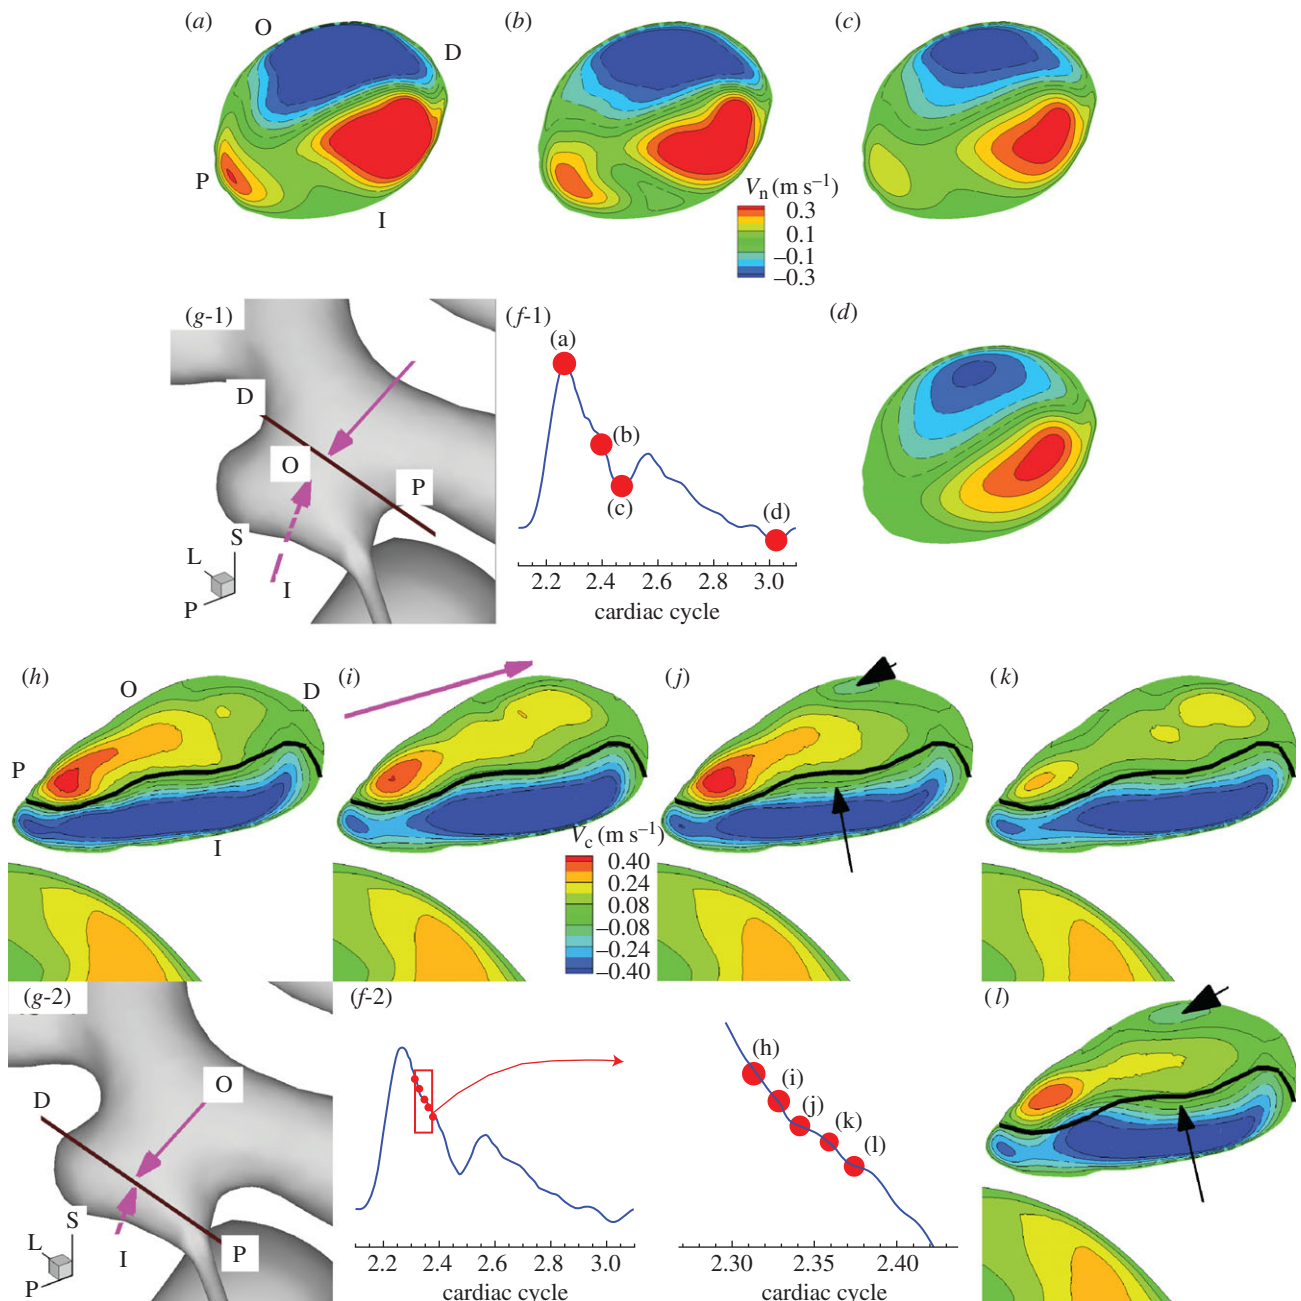 (a)
O
D
P
I
(b)
(c)
V_n (m s⁻¹)
0.3
0.1
–0.1
–0.3
(g-1)
D
O
P
S
L
P
I
(f-1)
(a)
(b)
(c)
(d)
2.2 2.4 2.6 2.8 3.0
cardiac cycle
(d)
(h)
O
D
P
I
(i)
(j)
(k)
V_c (m s⁻¹)
0.40
0.24
0.08
–0.08
–0.24
–0.40
(g-2)
D
O
S
L
P
I
P
(f-2)
2.2 2.4 2.6 2.8 3.0
cardiac cycle
(h)
(i)
(j)
(k)
(l)
2.30 2.35 2.40
cardiac cycle
(l)